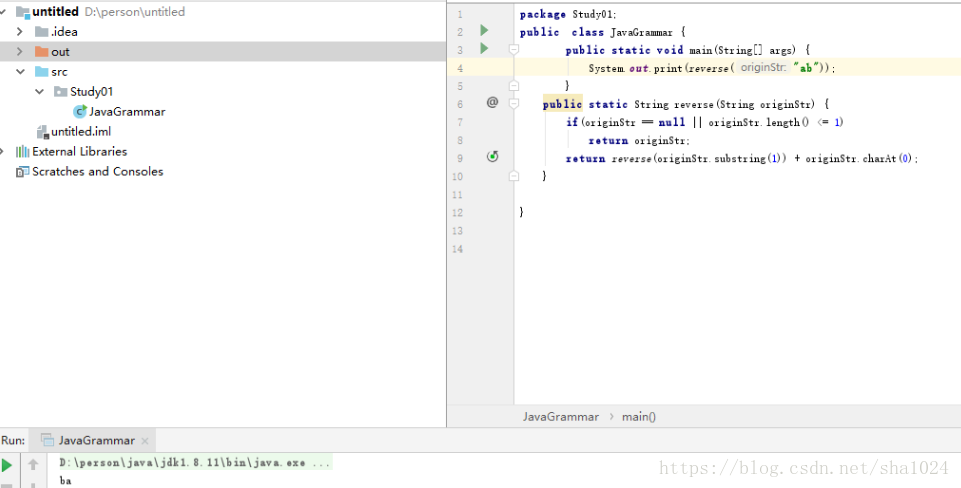 untitled D:\person\untitled
.idea
out
src
Study01
JavaGrammar
untitled.iml
External Libraries
Scratches and Consoles
1 package Study01;
2 public class JavaGrammar {
3 public static void main(String[] args) {
4 System.out.print(reverse( originStr: "ab"));
5 }
6 @ public static String reverse(String originStr) {
7 if(originStr == null || originStr.length() <= 1)
8 return originStr;
9 return reverse(originStr.substring(1)) + originStr.charAt(0);
10 }
11
12 }
13
14
JavaGrammar › main()
Run: JavaGrammar ×
D:\person\java\jdk1.8.11\bin\java.exe ...
ba
https://blog.csdn.net/sha1024